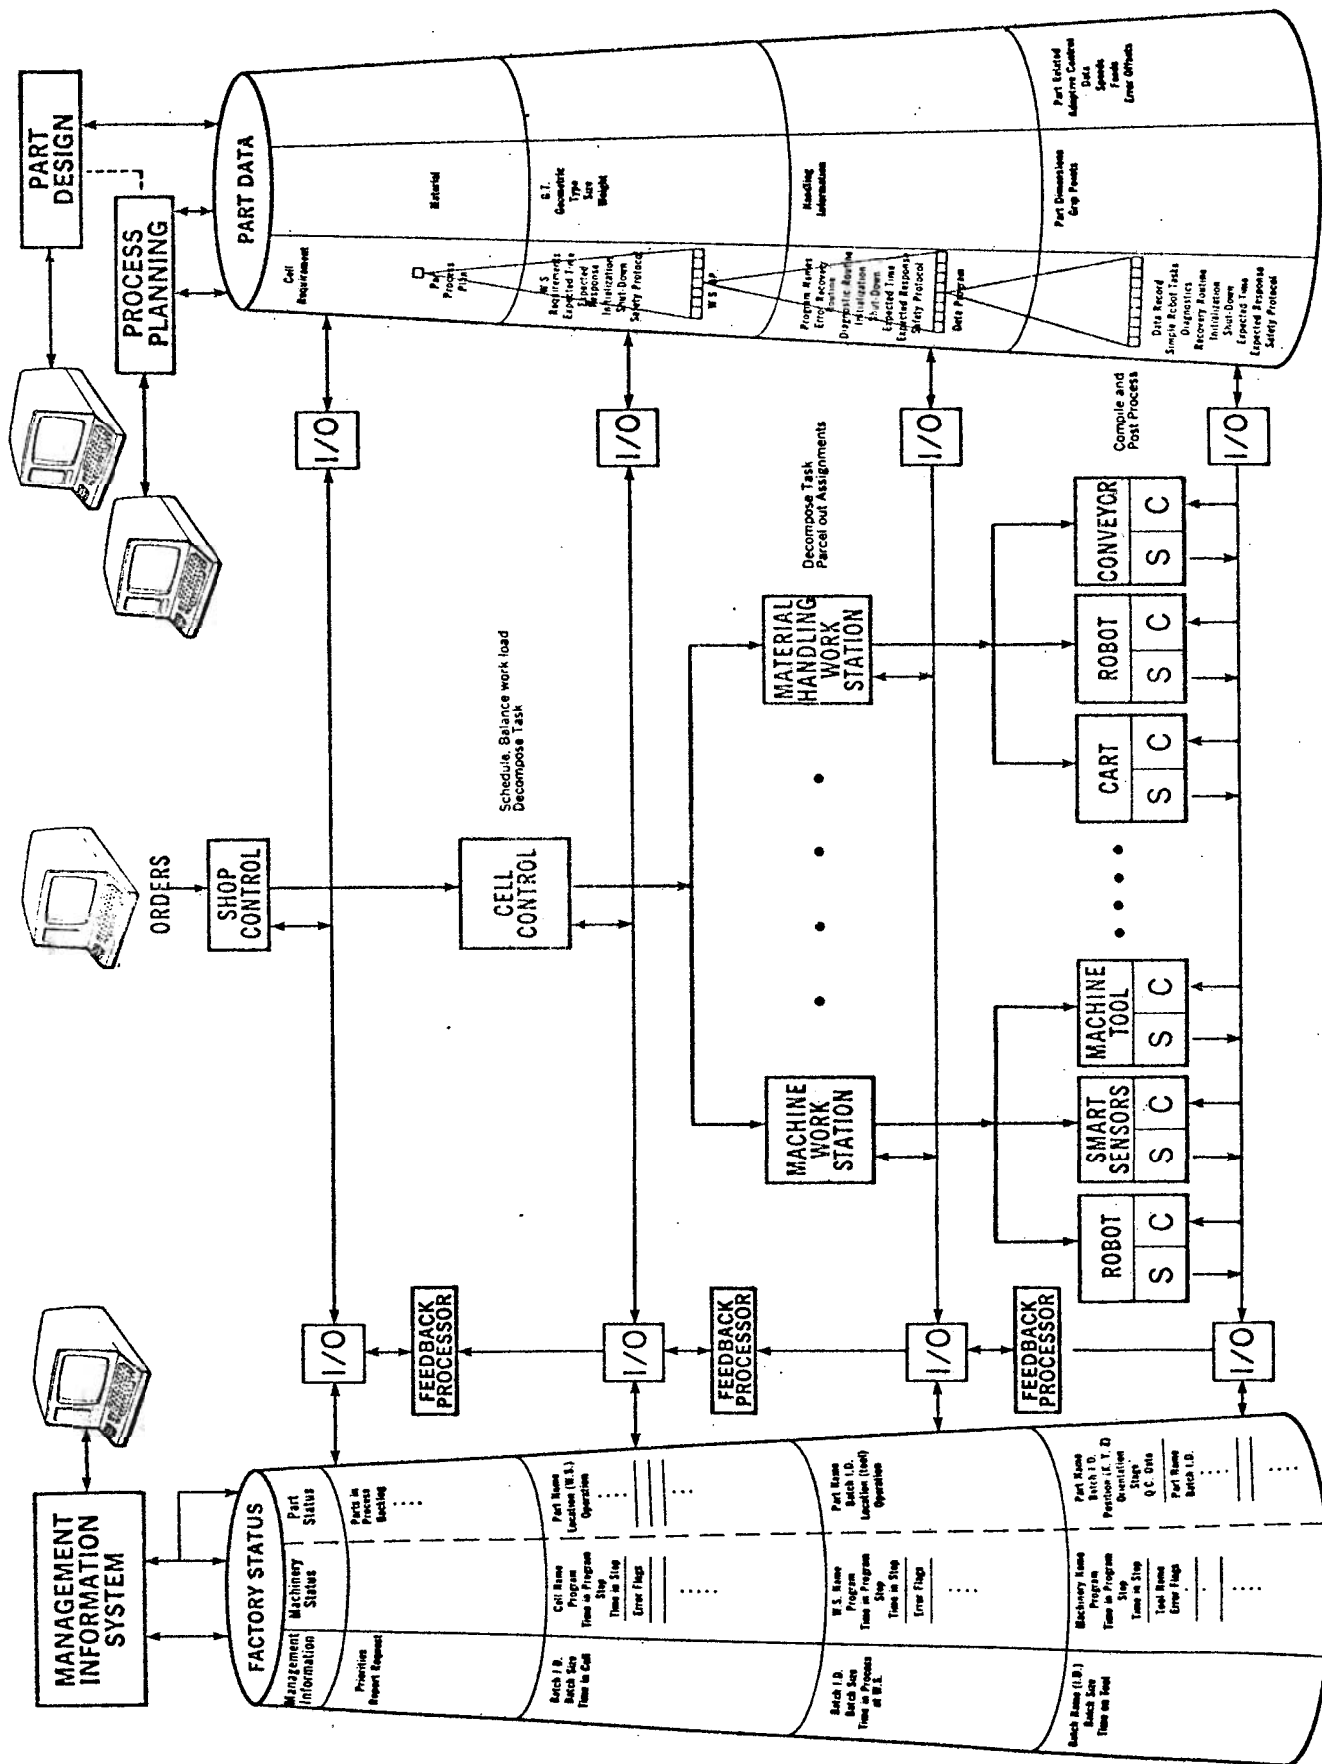 MANAGEMENT
INFORMATION
SYSTEM
FACTORY STATUS
Management
Information
Machinery
Status
Part
Status
Priorities
Report Request
Parts in
Process
Backlog
.....
Batch I.D.
Batch Size
Time in Cell
Cell Name
Program
Time in Program
Step
Time in Step
Error Flags
.....
Part Name
Location (W.S.)
Operation
.....
.....
Batch I.D.
Batch Size
Time in Process
at W.S.
W.S. Name
Program
Time in Program
Step
Time in Step
Error Flags
.....
Part Name
Batch I.D.
Location (tool)
Operation
Batch Name (I.D.)
Batch Size
Time on Tool
Machinery Name
Program
Time in Program
Step
Time in Step
Tool Name
Error Flags
.....
Part Name
Batch I.D.
Position (X, Y, Z)
Orientation
Stage
Q.C. Data
Part Name
Batch I.D.
.....
.....
I/O
FEEDBACK
PROCESSOR
I/O
FEEDBACK
PROCESSOR
I/O
FEEDBACK
PROCESSOR
I/O
ORDERS
SHOP
CONTROL
CELL
CONTROL
Schedule, Balance work load
Decompose Task
MACHINE
WORK
STATION
• • • •
MATERIAL
HANDLING
WORK
STATION
Decompose Task
Parcel out Assignments
ROBOT
S C
SMART
SENSORS
S C
MACHINE
TOOL
S C
• • • •
CART
S C
ROBOT
S C
CONVEYOR
S C
Compile and
Post Process
I/O
I/O
I/O
I/O
PROCESS
PLANNING
PART
DESIGN
PART DATA
Cell
Requirement
Part
Process
Plan
Material
W.S.
Requirements
Expected Time
Expected
Response
Initialization
Shut-Down
Safety Protocol
W.S.
G.T.
Geometric
Type
Size
Weight
Program Names
Error Recovery
Routine
Diagnostic Routine
Initialization
Shut-Down
Expected Time
Expected Response
Safety Protocol
Data Program
Handling
Information
Data Record
Simple Robot Tasks
Diagnostics
Recovery Routine
Initialization
Shut-Down
Expected Time
Expected Response
Safety Protocol
Part Dimensions
Grip Points
Part Related
Adaptive Control
Data
Speeds
Feeds
Error Offsets